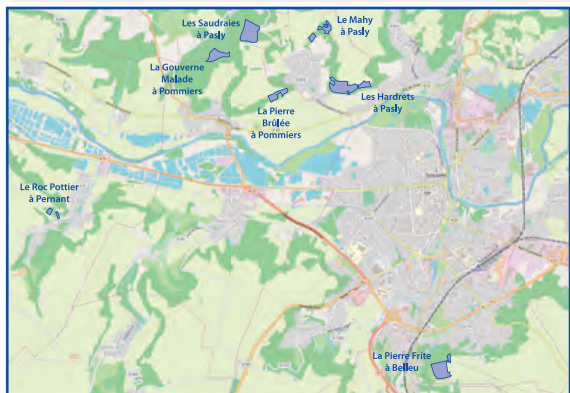 Les Saudraies
à Pasly
Le Mahy
à Pasly
La Gouverne
Malade
à Pommiers
La Pierre
Brûlée
à Pommiers
Les Hardrets
à Pasly
Le Roc Pottier
à Pernant
La Pierre Frite
à Belleu